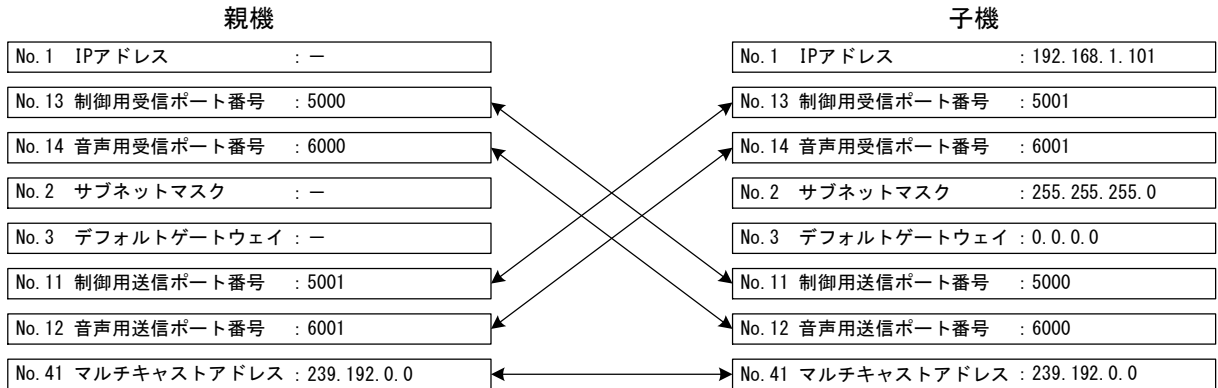 親機
No.1 IPアドレス : －
No.13 制御用受信ポート番号 : 5000
No.14 音声用受信ポート番号 : 6000
No.2 サブネットマスク : －
No.3 デフォルトゲートウェイ : －
No.11 制御用送信ポート番号 : 5001
No.12 音声用送信ポート番号 : 6001
No.41 マルチキャストアドレス : 239.192.0.0
子機
No.1 IPアドレス : 192.168.1.101
No.13 制御用受信ポート番号 : 5001
No.14 音声用受信ポート番号 : 6001
No.2 サブネットマスク : 255.255.255.0
No.3 デフォルトゲートウェイ : 0.0.0.0
No.11 制御用送信ポート番号 : 5000
No.12 音声用送信ポート番号 : 6000
No.41 マルチキャストアドレス : 239.192.0.0